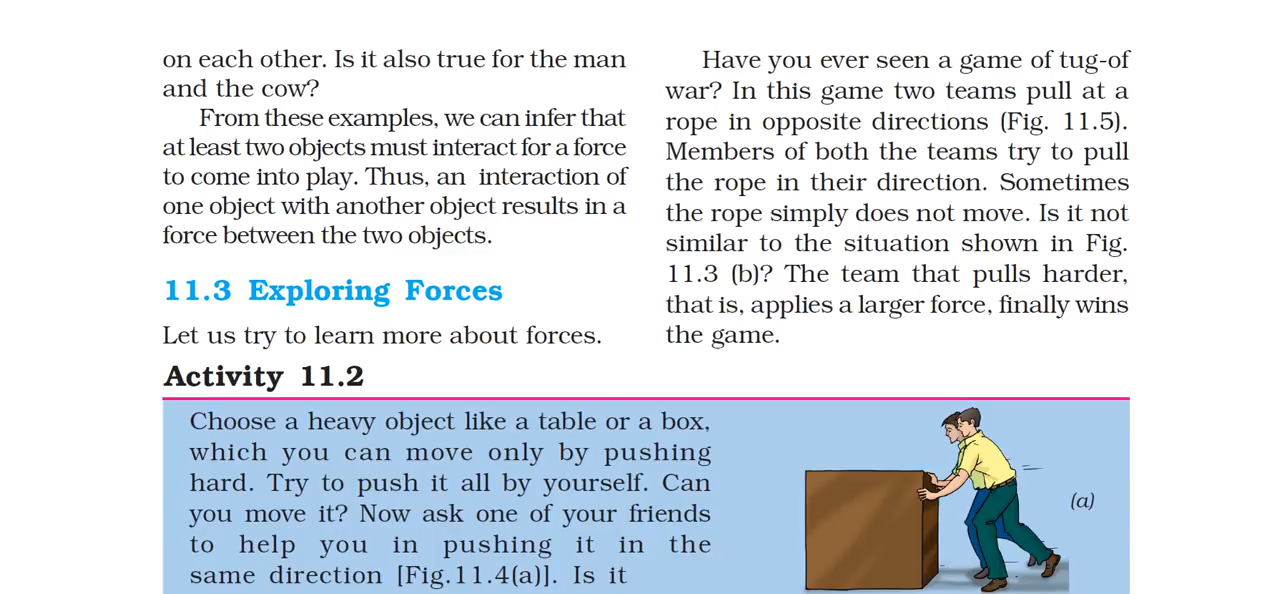 on each other. Is it also true for the man
and the cow?
From these examples, we can infer that
at least two objects must interact for a force
to come into play. Thus, an interaction of
one object with another object results in a
force between the two objects.
11.3 Exploring Forces
Let us try to learn more about forces.
Have you ever seen a game of tug-of
war? In this game two teams pull at a
rope in opposite directions (Fig. 11.5).
Members of both the teams try to pull
the rope in their direction. Sometimes
the rope simply does not move. Is it not
similar to the situation shown in Fig.
11.3 (b)? The team that pulls harder,
that is, applies a larger force, finally wins
the game.
Activity 11.2
Choose a heavy object like a table or a box,
which you can move only by pushing
hard. Try to push it all by yourself. Can
you move it? Now ask one of your friends
to help you in pushing it in the
same direction [Fig.11.4(a)]. Is it
(a)